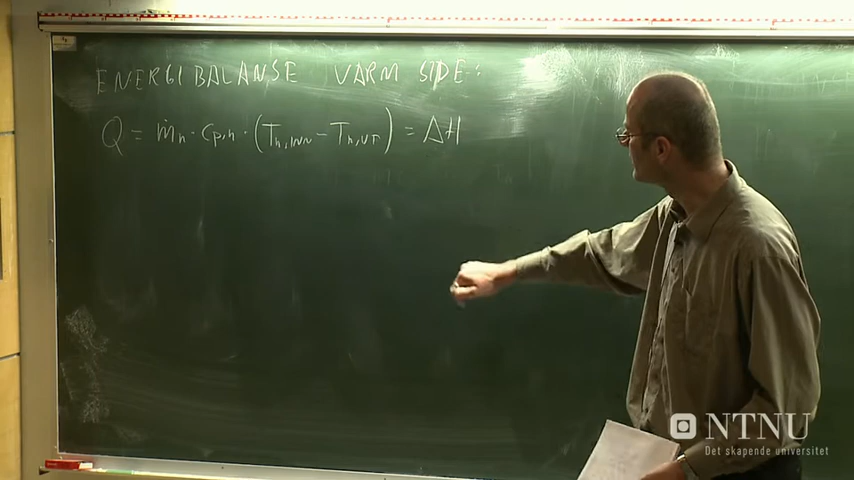 ENERGIBALANSE VARM SIDE:
Q = ṁₕ · Cp,h · (Th,INN − Th,UT) = ΔH
NTNU
Det skapende universitet